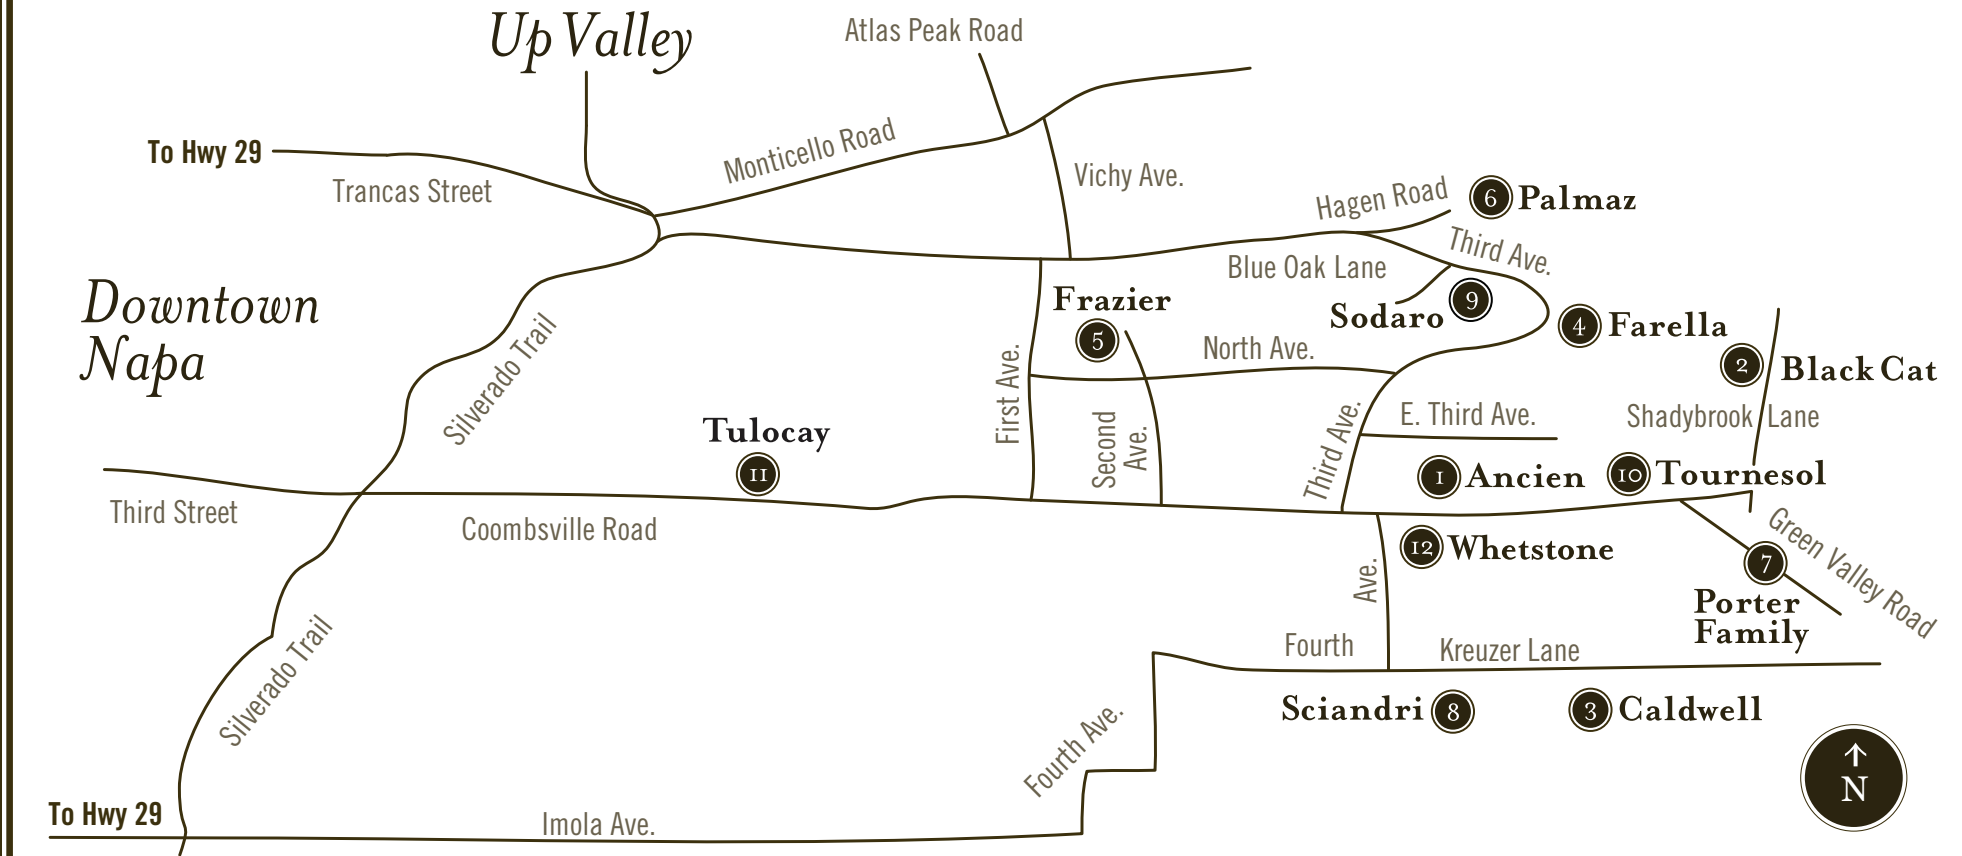 Up Valley
Atlas Peak Road
To Hwy 29
Monticello Road
Trancas Street
Vichy Ave.
Hagen Road
6 Palmaz
Third Ave.
Blue Oak Lane
Downtown
Napa
Frazier
5
Sodaro 9
4 Farella
2
Black Cat
North Ave.
Silverado Trail
First Ave.
Second
Ave.
Third Ave.
E. Third Ave.
Shadybrook Lane
Tulocay
11
1 Ancien
10 Tournesol
Third Street
Coombsville Road
12 Whetstone
Green Valley Road
7
Porter
Family
Ave.
Fourth
Kreuzer Lane
Silverado Trail
Sciandri 8
3 Caldwell
Fourth Ave.
N
To Hwy 29
Imola Ave.